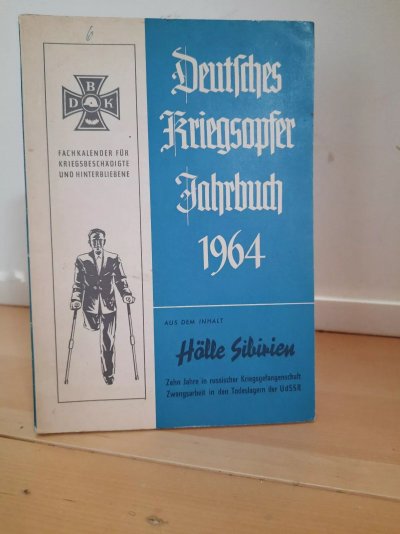 6
B
D K
FACHKALENDER FÜR
KRIEGSBESCHÄDIGTE
UND HINTERBLIEBENE
Deutsches
Kriegsopfer
Jahrbuch
1964
AUS DEM INHALT
Hölle Sibirien
Zehn Jahre in russischer Kriegsgefangenschaft
Zwangsarbeit in den Todeslagern der UdSSR